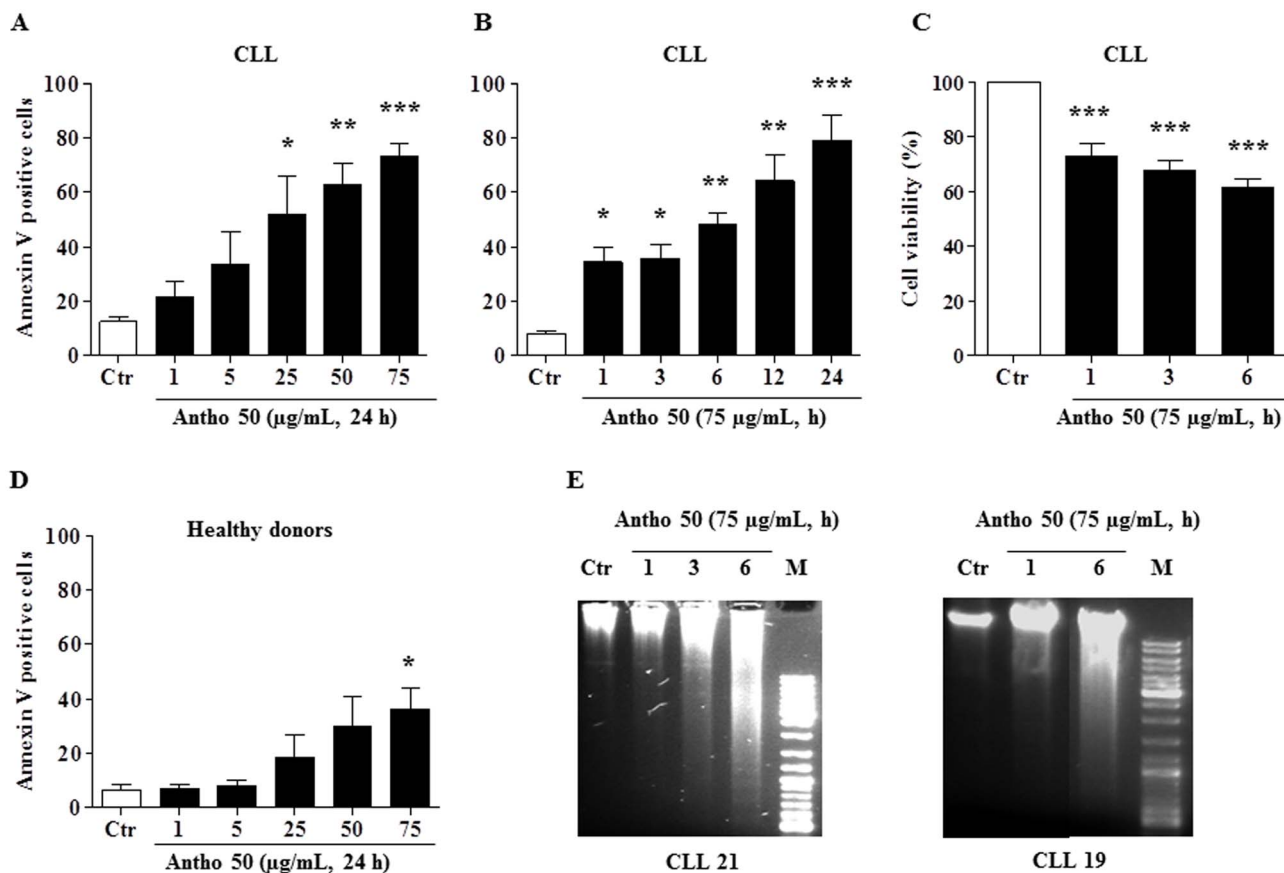 A
CLL
Annexin V positive cells
100
80
60
40
20
0
* ** ***
Ctr 1 5 25 50 75
Antho 50 (µg/mL, 24 h)
B
CLL
100
80
60
40
20
0
* * ** ** ***
Ctr 1 3 6 12 24
Antho 50 (75 µg/mL, h)
C
CLL
Cell viability (%)
100
80
60
40
20
0
*** *** ***
Ctr 1 3 6
Antho 50 (75 µg/mL, h)
D
Healthy donors
Annexin V positive cells
100
80
60
40
20
0
*
Ctr 1 5 25 50 75
Antho 50 (µg/mL, 24 h)
E
Antho 50 (75 µg/mL, h)
Ctr 1 3 6 M
CLL 21
Antho 50 (75 µg/mL, h)
Ctr 1 6 M
CLL 19